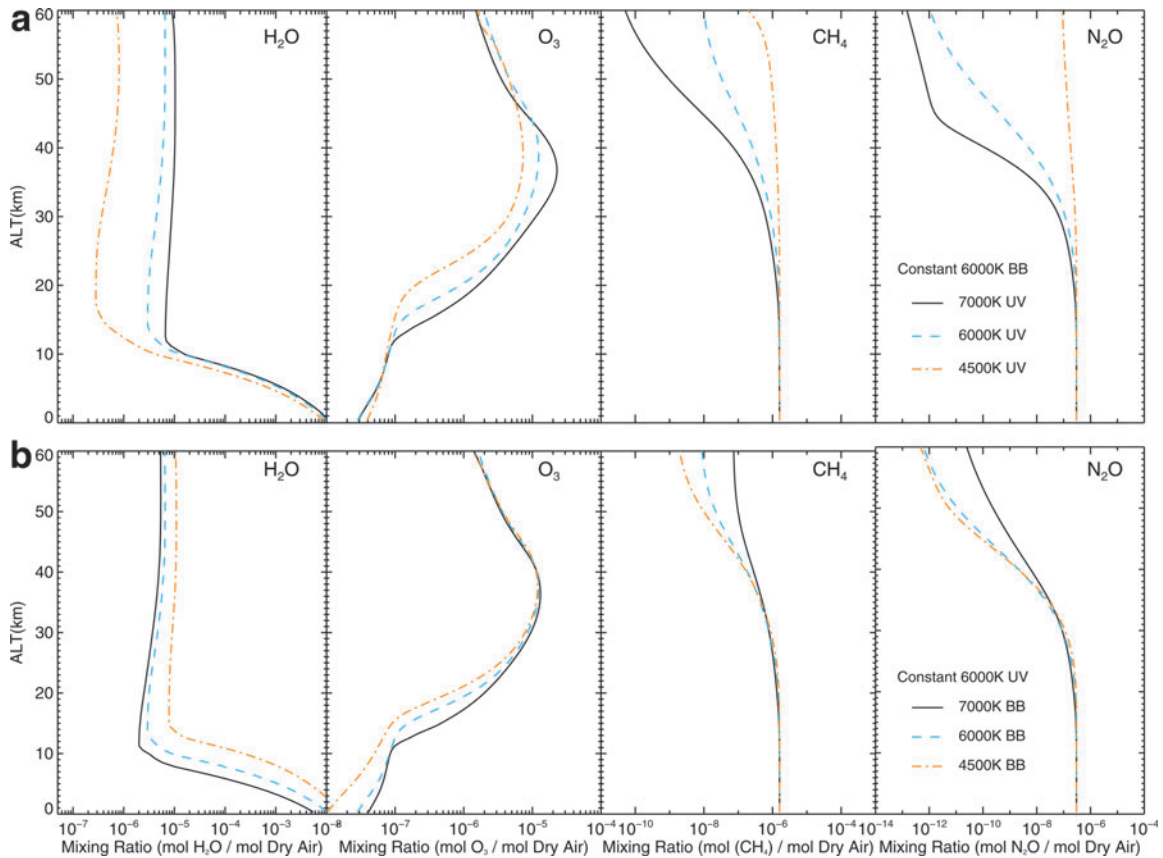 a
H₂O
O₃
CH₄
N₂O
60
50
40
30
20
10
0
ALT(km)
Constant 6000K BB
7000K UV
6000K UV
4500K UV
b
H₂O
O₃
CH₄
N₂O
60
50
40
30
20
10
0
ALT(km)
Constant 6000K UV
7000K BB
6000K BB
4500K BB
10⁻⁷ 10⁻⁶ 10⁻⁵ 10⁻⁴ 10⁻³ 10⁻⁷ 10⁻⁶ 10⁻⁵ 10⁻⁴ 10⁻¹⁰ 10⁻⁸ 10⁻⁶ 10⁻⁴ 10⁻¹⁴ 10⁻¹² 10⁻¹⁰ 10⁻⁸ 10⁻⁶ 10⁻⁴
Mixing Ratio (mol H₂O / mol Dry Air) Mixing Ratio (mol O₃ / mol Dry Air) Mixing Ratio (mol (CH₄) / mol Dry Air) Mixing Ratio (mol N₂O / mol Dry Air)